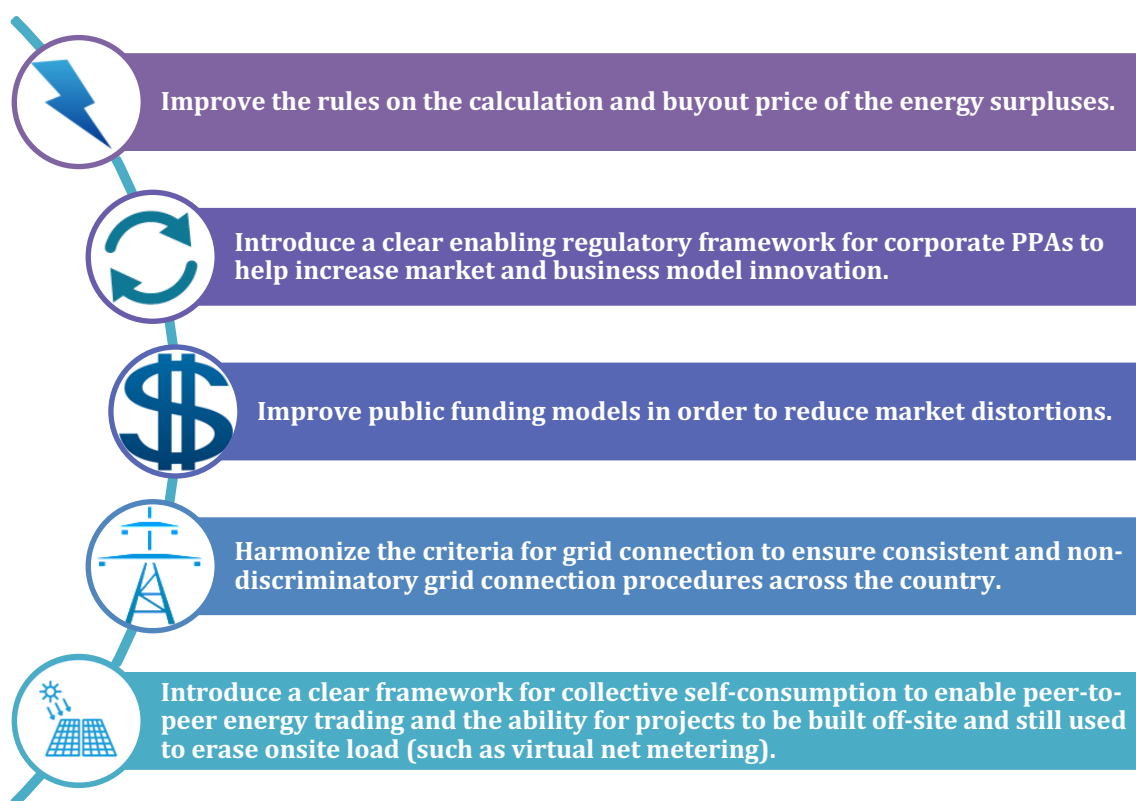 Improve the rules on the calculation and buyout price of the energy surpluses.
Introduce a clear enabling regulatory framework for corporate PPAs to
help increase market and business model innovation.
Improve public funding models in order to reduce market distortions.
Harmonize the criteria for grid connection to ensure consistent and non-
discriminatory grid connection procedures across the country.
Introduce a clear framework for collective self-consumption to enable peer-to-
peer energy trading and the ability for projects to be built off-site and still used
to erase onsite load (such as virtual net metering).